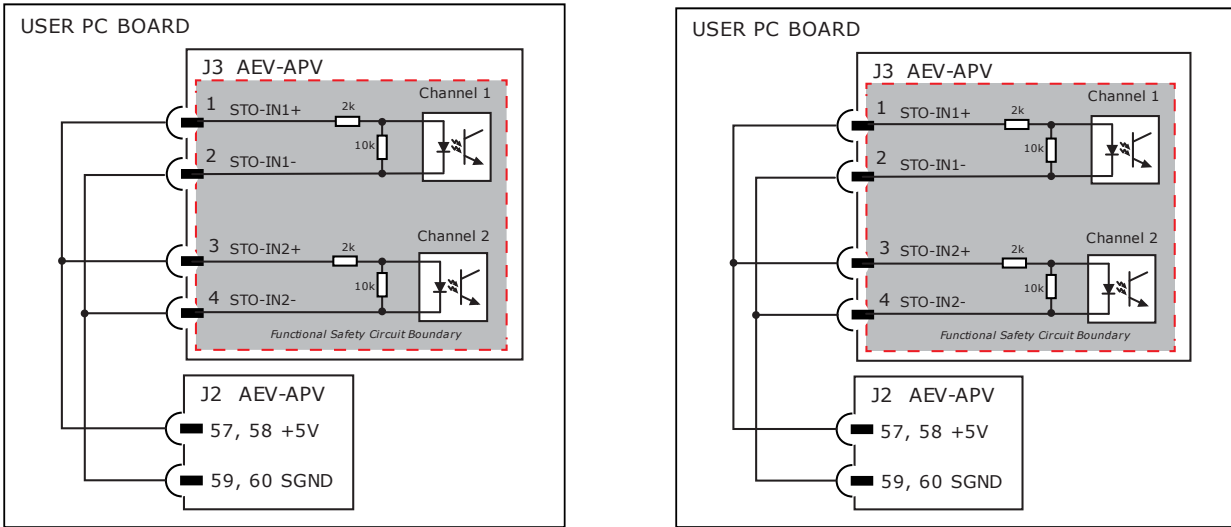 USER PC BOARD
J3 AEV-APV
Channel 1
1 STO-IN1+ 2k
10k
2 STO-IN1-
Channel 2
3 STO-IN2+ 2k
10k
4 STO-IN2-
Functional Safety Circuit Boundary
J2 AEV-APV
57, 58 +5V
59, 60 SGND
USER PC BOARD
J3 AEV-APV
Channel 1
1 STO-IN1+ 2k
10k
2 STO-IN1-
Channel 2
3 STO-IN2+ 2k
10k
4 STO-IN2-
Functional Safety Circuit Boundary
J2 AEV-APV
57, 58 +5V
59, 60 SGND